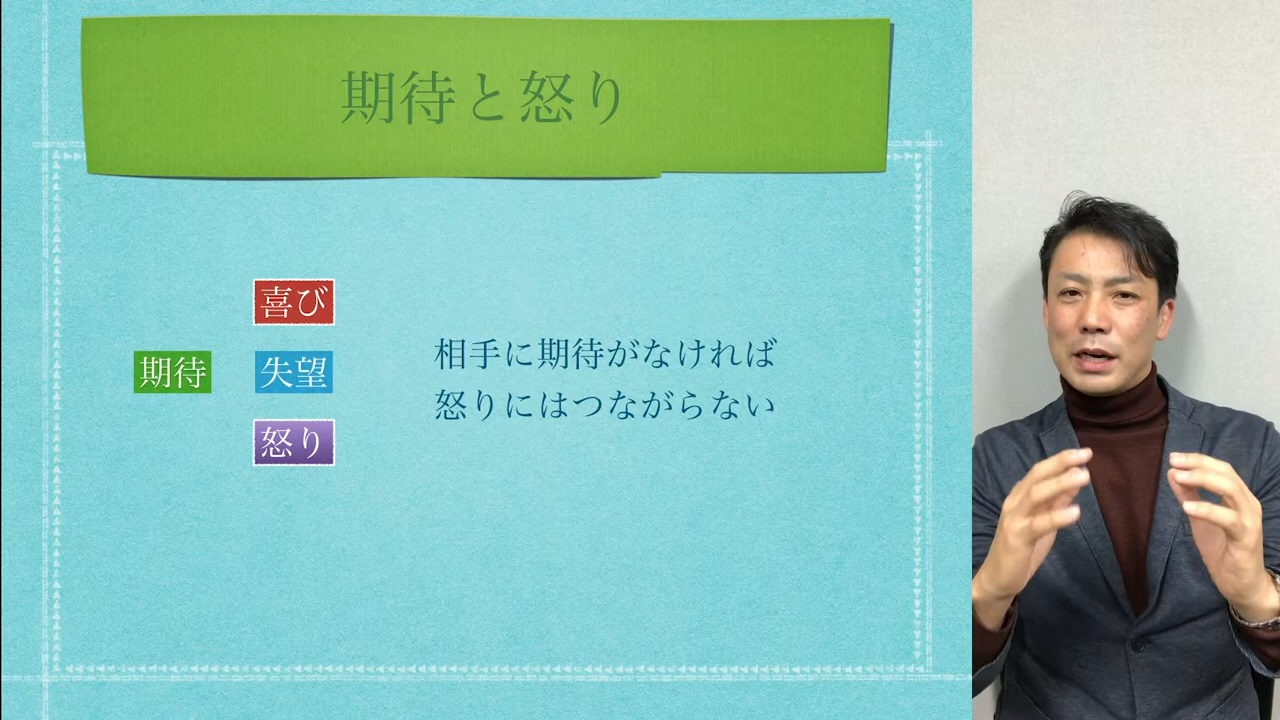 期待と怒り
喜び
期待
失望
怒り
相手に期待がなければ
怒りにはつながらない